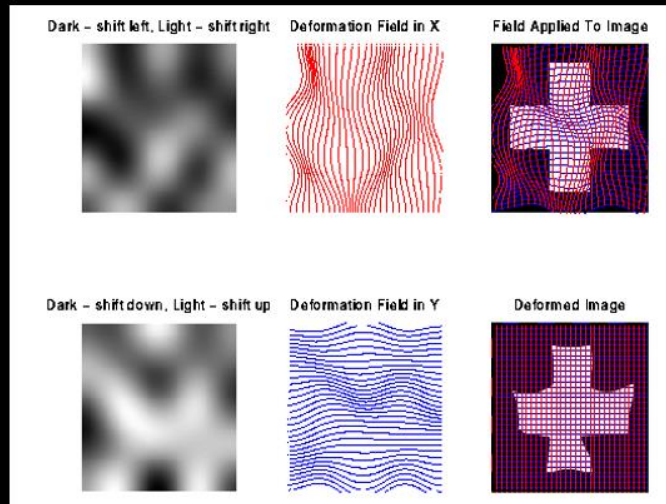 Dark – shift left, Light – shift right
Deformation Field in X
Field Applied To Image
Dark – shift down, Light – shift up
Deformation Field in Y
Deformed Image